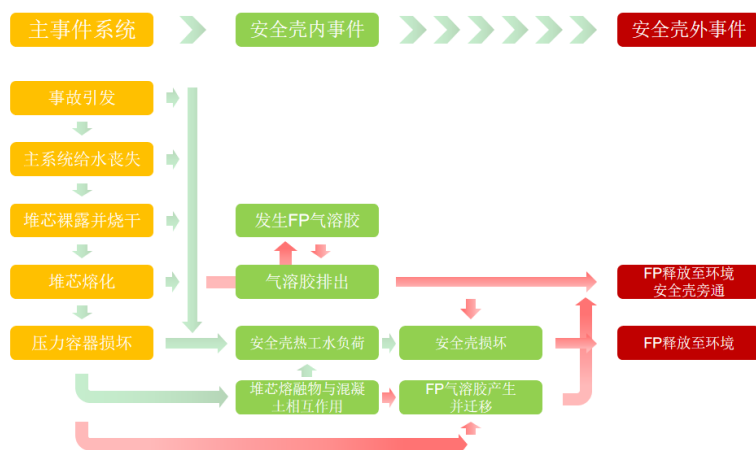 主事件系统
安全壳内事件
安全壳外事件
事故引发
主系统给水丧失
堆芯裸露并烧干
发生FP气溶胶
堆芯熔化
气溶胶排出
FP释放至环境
安全壳旁通
压力容器损坏
安全壳热工水负荷
安全壳损坏
FP释放至环境
堆芯熔融物与混凝
土相互作用
FP气溶胶产生
并迁移